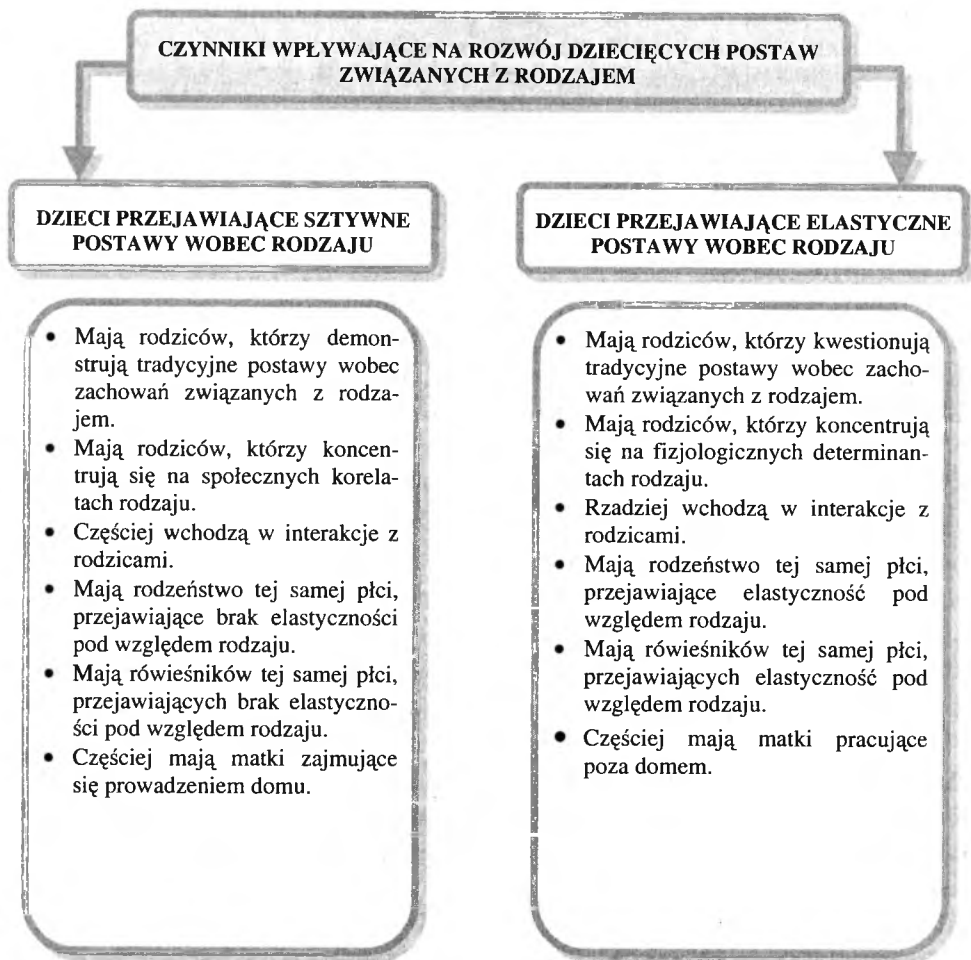 CZYNNIKI WPŁYWAJĄCE NA ROZWÓJ DZIECIĘCYCH POSTAW
ZWIĄZANYCH Z RODZAJEM
DZIECI PRZEJAWIAJĄCE SZTYWNE
POSTAWY WOBEC RODZAJU
• Mają rodziców, którzy demon-
strują tradycyjne postawy wobec
zachowań związanych z rodza-
jem.
• Mają rodziców, którzy koncen-
trują się na społecznych korela-
tach rodzaju.
• Częściej wchodzą w interakcje z
rodzicami.
• Mają rodzeństwo tej samej płci,
przejawiające brak elastyczności
pod względem rodzaju.
• Mają rówieśników tej samej płci,
przejawiających brak elastyczno-
ści pod względem rodzaju.
• Częściej mają matki zajmujące
się prowadzeniem domu.
DZIECI PRZEJAWIAJĄCE ELASTYCZNE
POSTAWY WOBEC RODZAJU
• Mają rodziców, którzy kwestionują
tradycyjne postawy wobec zacho-
wań związanych z rodzajem.
• Mają rodziców, którzy koncentrują
się na fizjologicznych determinan-
tach rodzaju.
• Rzadziej wchodzą w interakcje z
rodzicami.
• Mają rodzeństwo tej samej płci,
przejawiające elastyczność pod
względem rodzaju.
• Mają rówieśników tej samej płci,
przejawiających elastyczność pod
względem rodzaju.
• Częściej mają matki pracujące
poza domem.